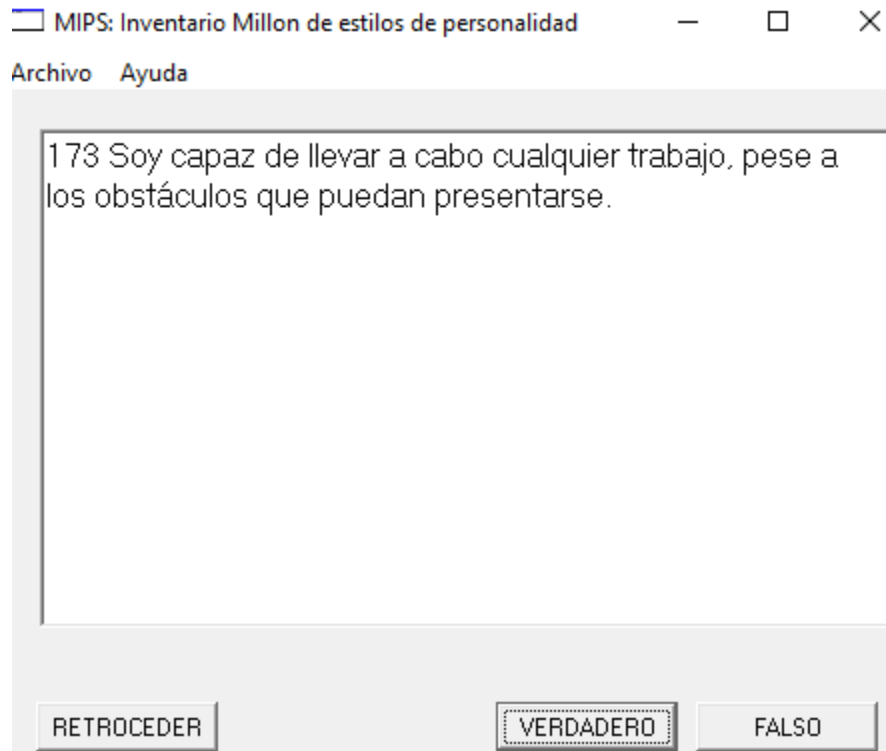 MIPS: Inventario Millon de estilos de personalidad
Archivo Ayuda
173 Soy capaz de llevar a cabo cualquier trabajo, pese a
los obstáculos que puedan presentarse.
RETROCEDER VERDADERO FALSO